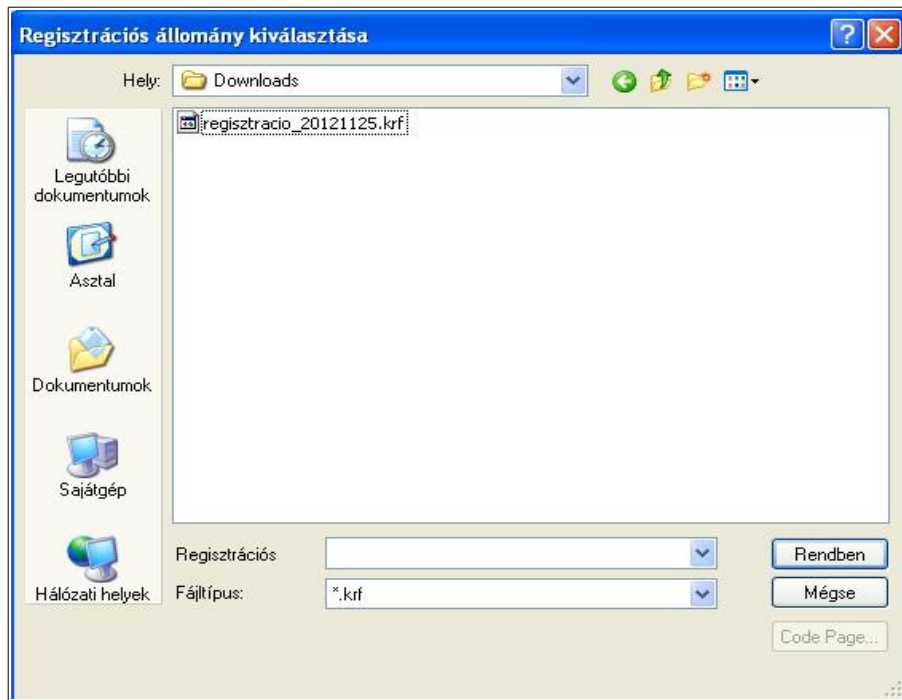 Regisztrációs állomány kiválasztása
Hely:
Downloads
regisztracio_20121125.krf
Legutóbbi
dokumentumok
Asztal
Dokumentumok
Sajátgép
Hálózati helyek
Regisztrációs
Rendben
Fájltípus:
*.krf
Mégse
Code Page...